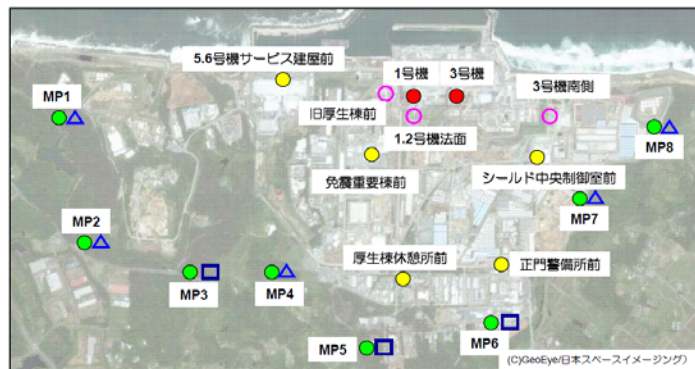 5.6号機サービス建屋前
1号機
3号機
3号機南側
MP1
旧厚生棟前
1.2号機法面
MP8
免震重要棟前
シールド中央制御室前
MP7
MP2
厚生棟休憩所前
正門警備所前
MP3
MP4
MP5
MP6
(C)GeoEye/日本スペースイメージング）